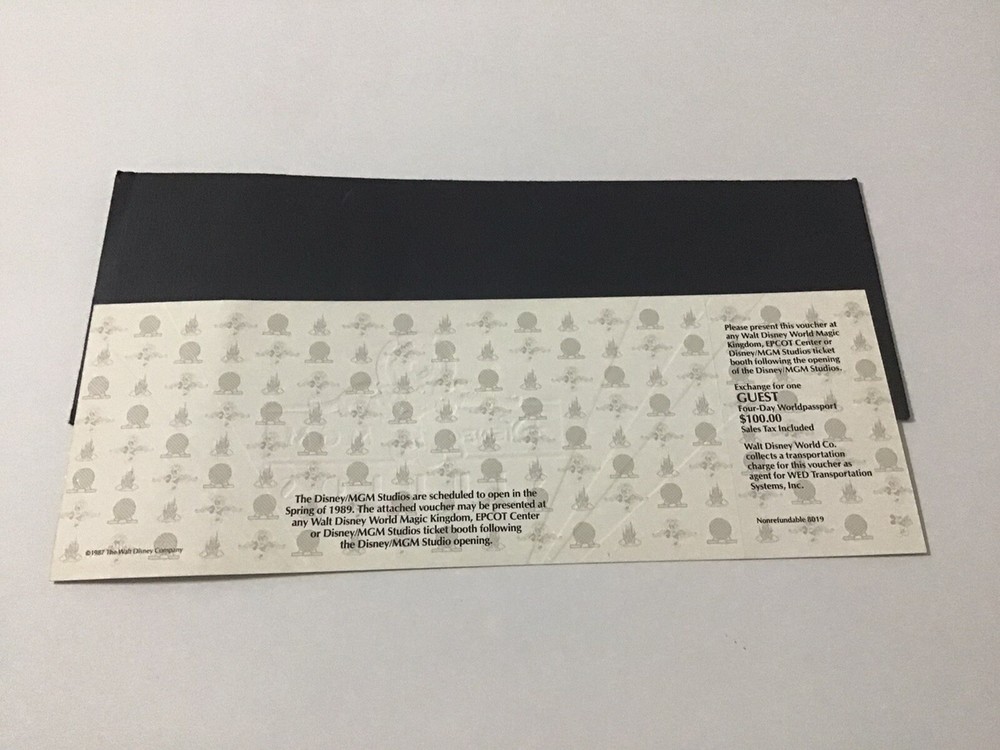 Please present this voucher at
any Walt Disney World Magic
Kingdom, EPCOT Center or
Disney/MGM Studios ticket
booth following the opening
of the Disney/MGM Studios.
Exchange for one
GUEST
Four-Day Worldpassport
$100.00
Sales Tax Included
Walt Disney World Co.
collects a transportation
charge for this voucher as
agent for WED Transportation
Systems, Inc.
Nonrefundable 8019
The Disney/MGM Studios are scheduled to open in the
Spring of 1989. The attached voucher may be presented at
any Walt Disney World Magic Kingdom, EPCOT Center
or Disney/MGM Studios ticket booth following
the Disney/MGM Studio opening.
©1987 The Walt Disney Company